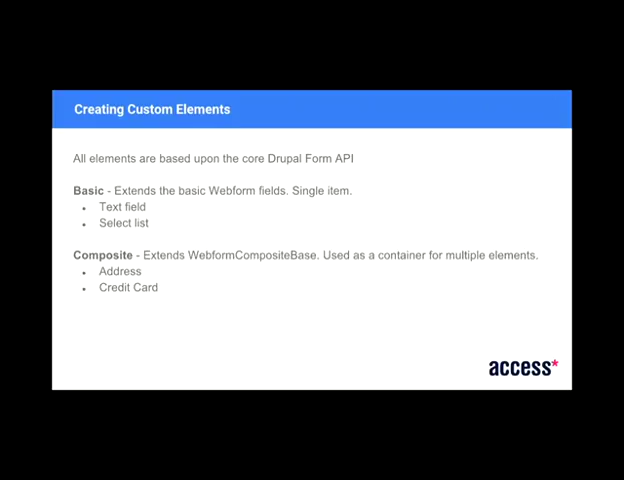 Creating Custom Elements
All elements are based upon the core Drupal Form API
Basic - Extends the basic Webform fields. Single item.
• Text field
• Select list
Composite - Extends WebformCompositeBase. Used as a container for multiple elements.
• Address
• Credit Card
access*